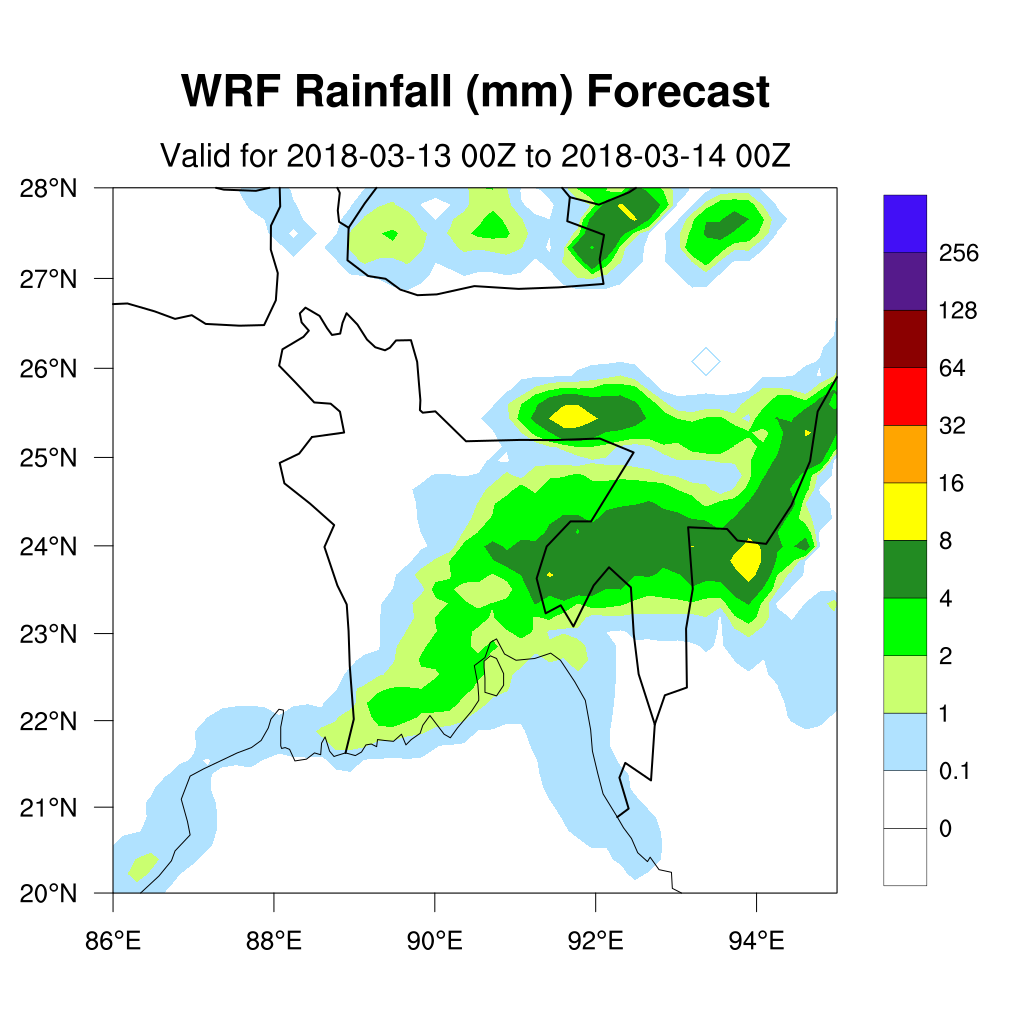 WRF Rainfall (mm) Forecast
Valid for 2018-03-13 00Z to 2018-03-14 00Z
28°N
27°N
26°N
25°N
24°N
23°N
22°N
21°N
20°N
86°E 88°E 90°E 92°E 94°E
256
128
64
32
16
8
4
2
1
0.1
0